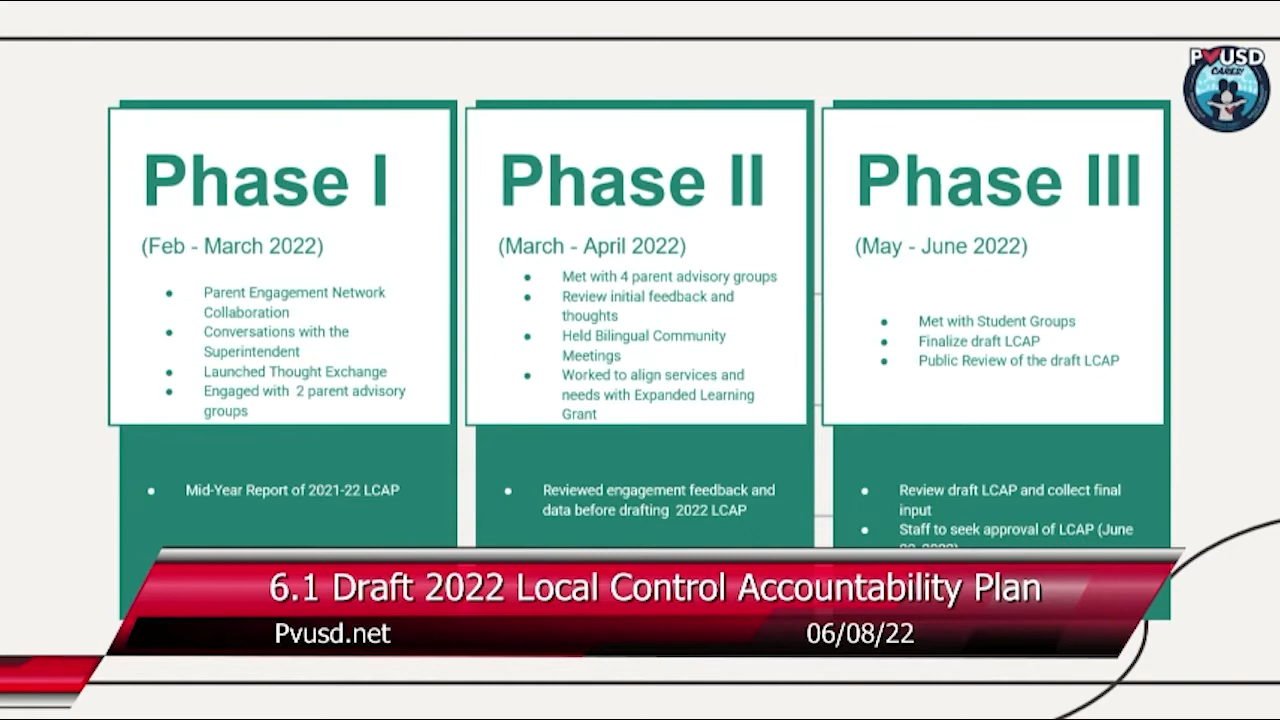 PVUSD
CARES!
Phase I
(Feb - March 2022)
● Parent Engagement Network
Collaboration
● Conversations with the
Superintendent
● Launched Thought Exchange
● Engaged with 2 parent advisory
groups
● Mid-Year Report of 2021-22 LCAP
Phase II
(March - April 2022)
● Met with 4 parent advisory groups
● Review initial feedback and
thoughts
● Held Bilingual Community
Meetings
● Worked to align services and
needs with Expanded Learning
Grant
● Reviewed engagement feedback and
data before drafting 2022 LCAP
Phase III
(May - June 2022)
● Met with Student Groups
● Finalize draft LCAP
● Public Review of the draft LCAP
● Review draft LCAP and collect final
input
● Staff to seek approval of LCAP (June
6.1 Draft 2022 Local Control Accountability Plan
Pvusd.net
06/08/22